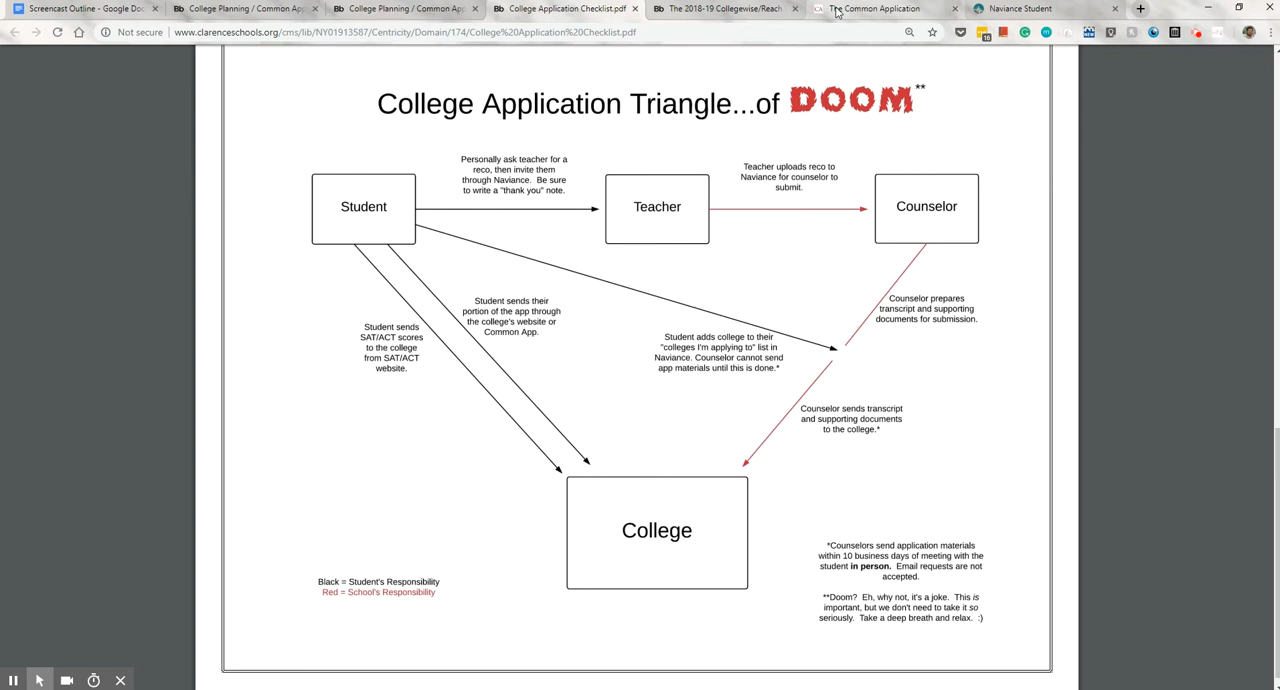 Screencast Outline - Google Doc
College Planning / Common App
College Planning / Common App
College Application Checklist.pdf
The 2018-19 Collegewise/Reach
The Common Application
Naviance Student
Not secure
www.clarenceschools.org/cms/lib/NY01913587/Centricity/Domain/174/College%20Application%20Checklist.pdf
College Application Triangle...of DOOM**
Personally ask teacher for a
reco, then invite them
through Naviance. Be sure
to write a "thank you" note.
Teacher uploads reco to
Naviance for counselor to
submit.
Student
Teacher
Counselor
Student sends
SAT/ACT scores
to the college
from SAT/ACT
website.
Student sends their
portion of the app through
the college's website or
Common App.
Student adds college to their
"colleges I'm applying to" list in
Naviance. Counselor cannot send
app materials until this is done.*
Counselor prepares
transcript and supporting
documents for submission.
Counselor sends transcript
and supporting documents
to the college.*
College
Black = Student's Responsibility
Red = School's Responsibility
*Counselors send application materials
within 10 business days of meeting with the
student in person. Email requests are not
accepted.
**Doom? Eh, why not, it's a joke. This is
important, but we don't need to take it so
seriously. Take a deep breath and relax. :)